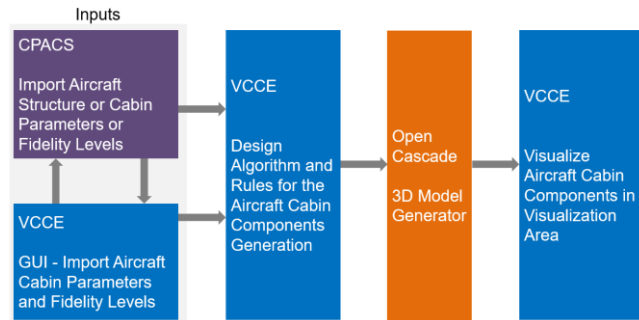 Inputs
CPACS
Import Aircraft
Structure or Cabin
Parameters or
Fidelity Levels
VCCE
GUI - Import Aircraft
Cabin Parameters
and Fidelity Levels
VCCE
Design
Algorithm and
Rules for the
Aircraft Cabin
Components
Generation
Open
Cascade
3D Model
Generator
VCCE
Visualize
Aircraft Cabin
Components in
Visualization
Area